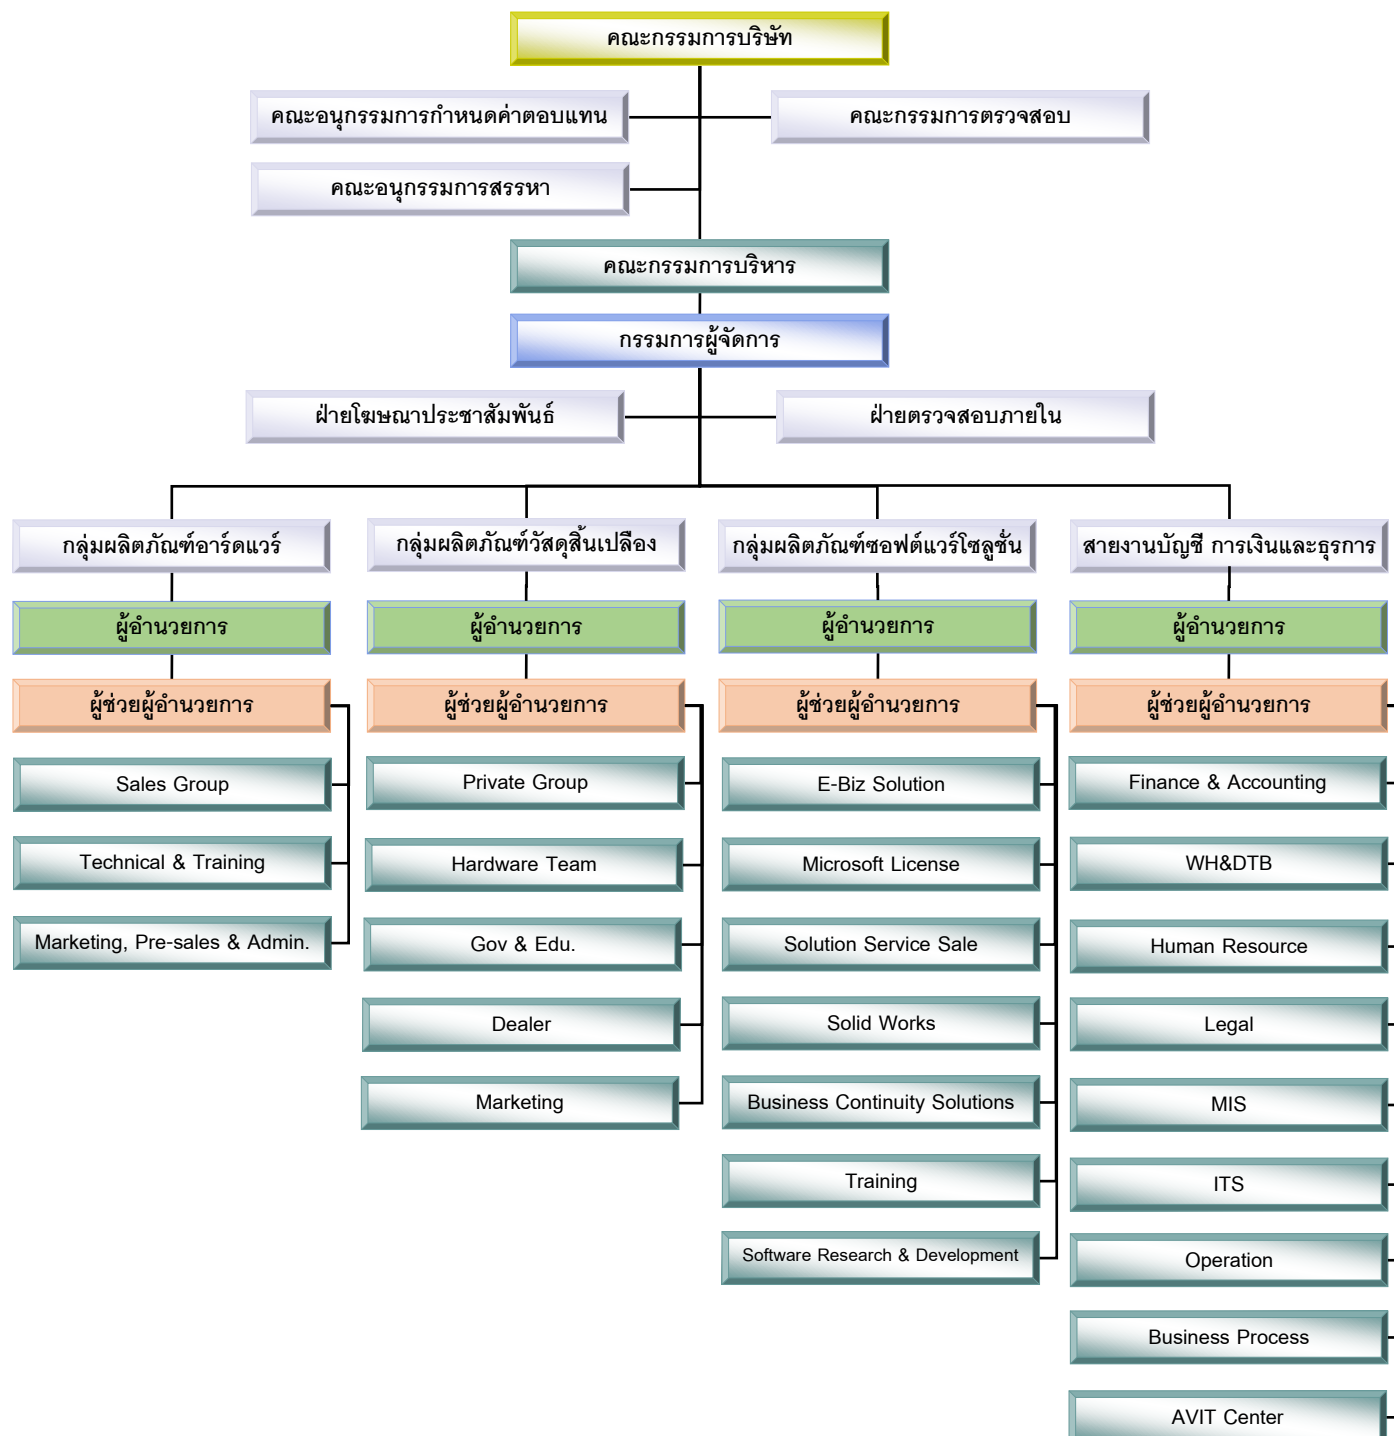 คณะกรรมการบริษัท
คณะอนุกรรมการกำหนดค่าตอบแทน
คณะกรรมการตรวจสอบ
คณะอนุกรรมการสรรหา
คณะกรรมการบริหาร
กรรมการผู้จัดการ
ฝ่ายโฆษณาประชาสัมพันธ์
ฝ่ายตรวจสอบภายใน
กลุ่มผลิตภัณฑ์ฮาร์ดแวร์
ผู้อำนวยการ
ผู้ช่วยผู้อำนวยการ
Sales Group
Technical & Training
Marketing, Pre-sales & Admin.
กลุ่มผลิตภัณฑ์วัสดุสิ้นเปลือง
ผู้อำนวยการ
ผู้ช่วยผู้อำนวยการ
Private Group
Hardware Team
Gov & Edu.
Dealer
Marketing
กลุ่มผลิตภัณฑ์ซอฟต์แวร์โซลูชั่น
ผู้อำนวยการ
ผู้ช่วยผู้อำนวยการ
E-Biz Solution
Microsoft License
Solution Service Sale
Solid Works
Business Continuity Solutions
Training
Software Research & Development
สายงานบัญชี การเงินและธุรการ
ผู้อำนวยการ
ผู้ช่วยผู้อำนวยการ
Finance & Accounting
WH&DTB
Human Resource
Legal
MIS
ITS
Operation
Business Process
AVIT Center